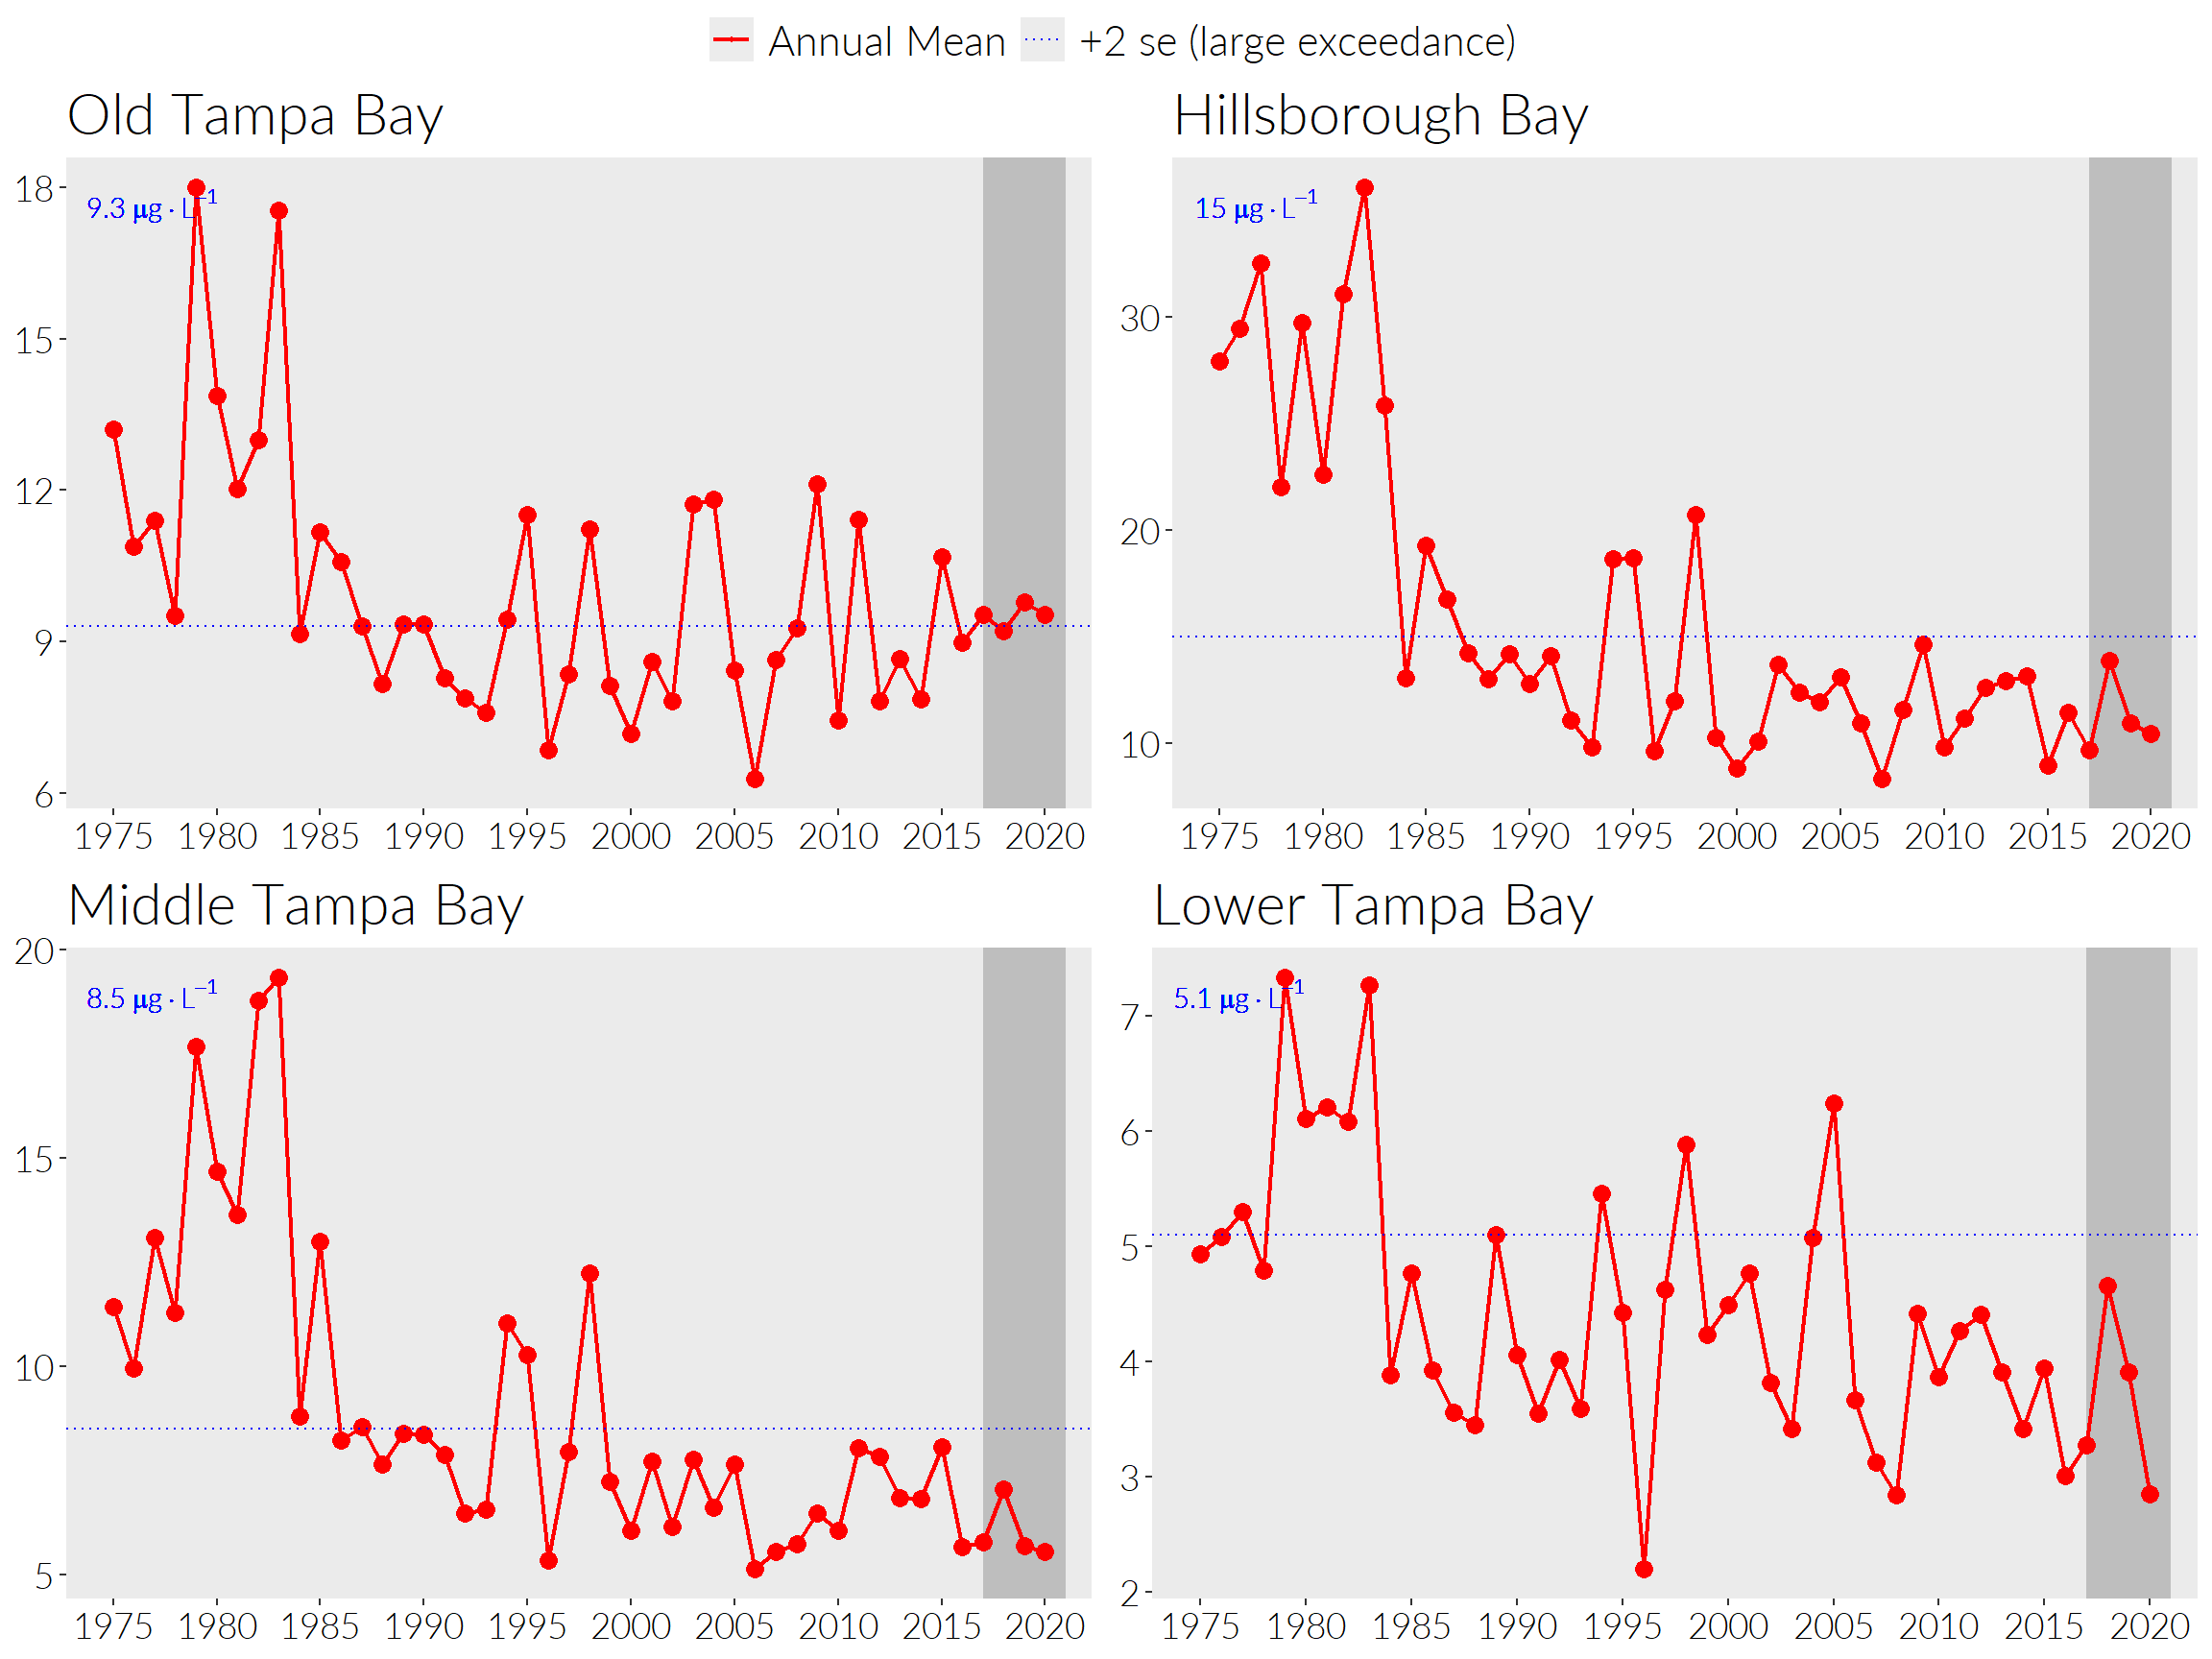 Annual Mean +2 se (large exceedance)
Old Tampa Bay
9.3 μg · L⁻¹
18
15
12
9
6
1975 1980 1985 1990 1995 2000 2005 2010 2015 2020
Hillsborough Bay
15 μg · L⁻¹
30
20
10
1975 1980 1985 1990 1995 2000 2005 2010 2015 2020
Middle Tampa Bay
20
8.5 μg · L⁻¹
15
10
5
1975 1980 1985 1990 1995 2000 2005 2010 2015 2020
Lower Tampa Bay
5.1 μg · L⁻¹
7
6
5
4
3
2
1975 1980 1985 1990 1995 2000 2005 2010 2015 2020